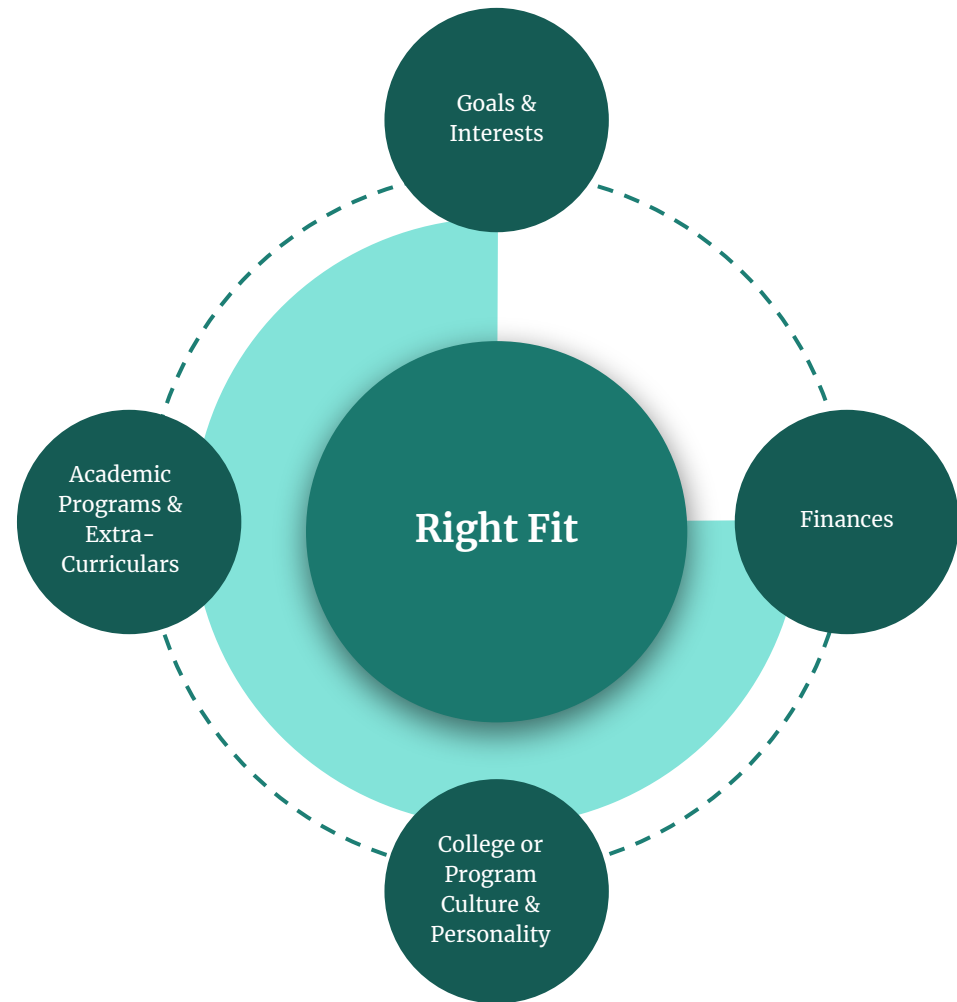 Goals &
Interests
Academic
Programs &
Extra-
Curriculars
Right Fit
Finances
College or
Program
Culture &
Personality